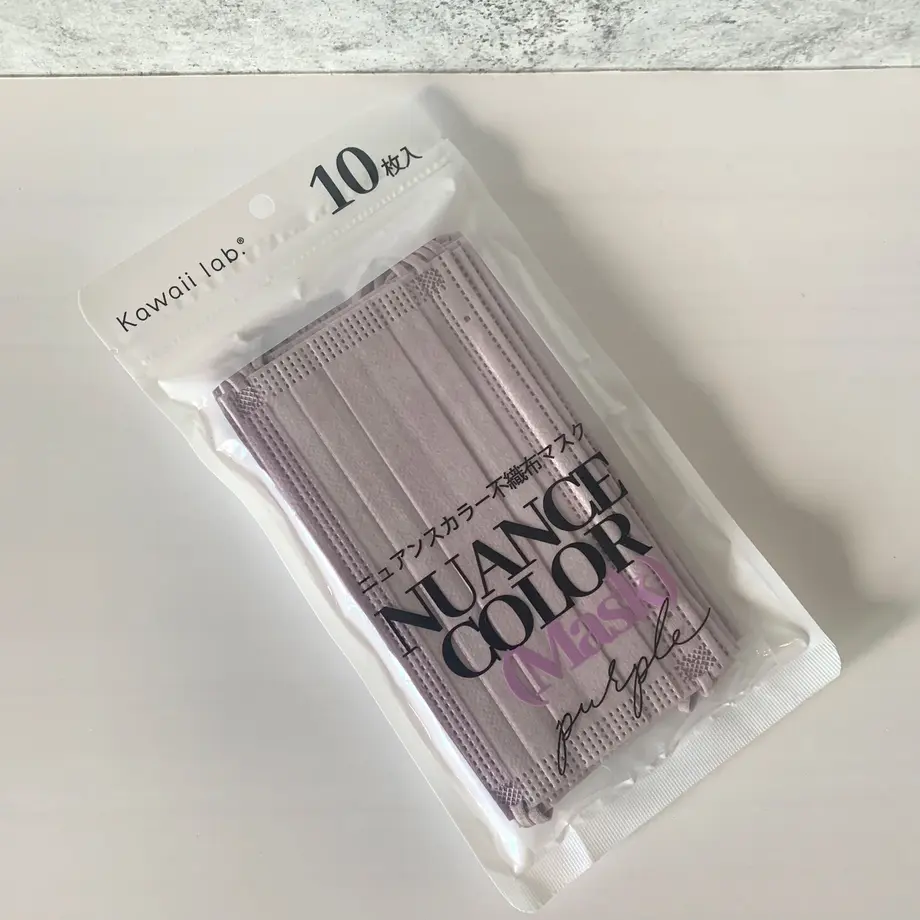 Kawaii lab.®
10枚入
ニュアンスカラー不織布マスク
NUANCE
COLOR
(Mask)
purple